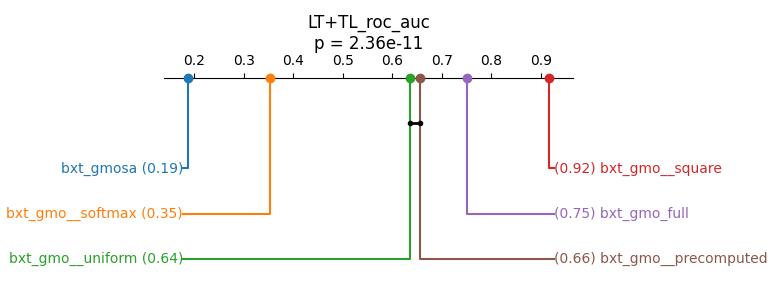 LT+TL_roc_auc
p = 2.36e-11
0.2 0.3 0.4 0.5 0.6 0.7 0.8 0.9
bxt_gmosa (0.19) (0.92) bxt_gmo__square
bxt_gmo__softmax (0.35) (0.75) bxt_gmo_full
bxt_gmo__uniform (0.64) (0.66) bxt_gmo__precomputed